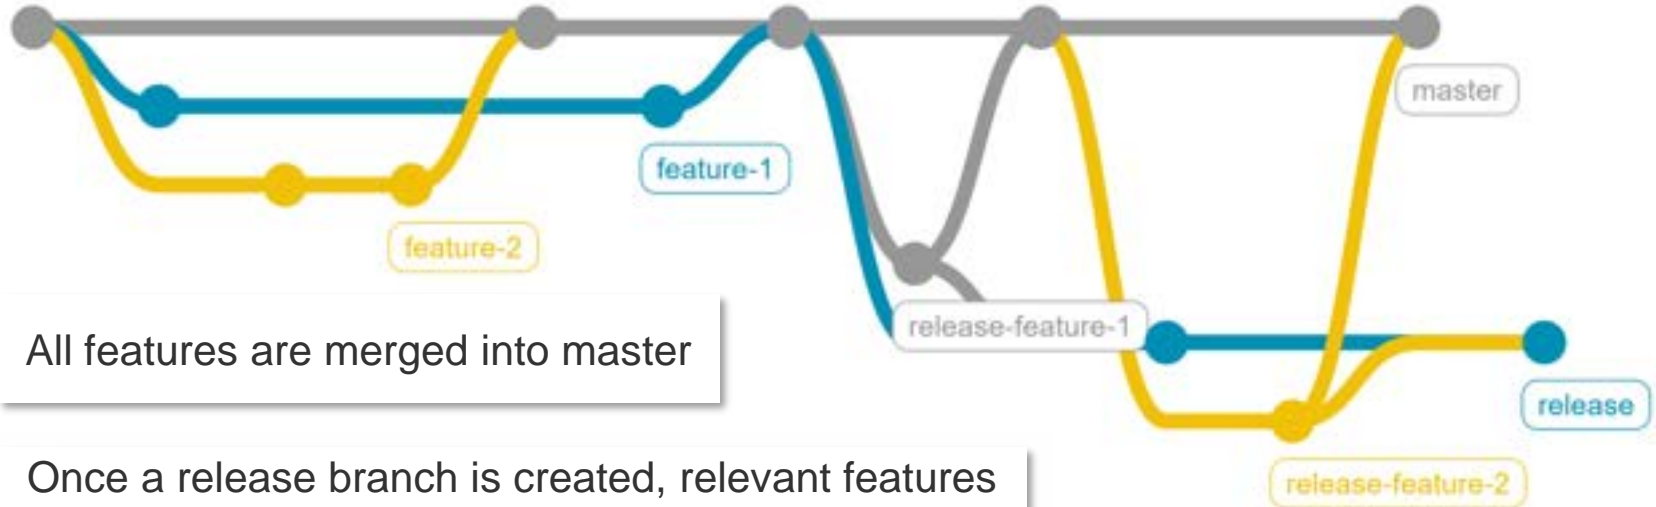 master
feature-1
feature-2
release-feature-1
All features are merged into master
release
Once a release branch is created, relevant features
release-feature-2